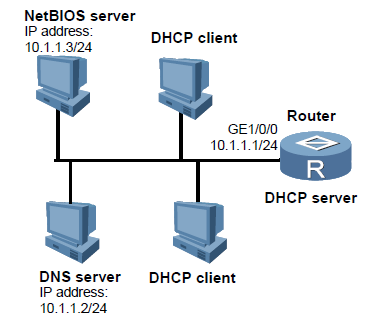 NetBIOS server
IP address:
10.1.1.3/24
DHCP client
GE1/0/0
10.1.1.1/24
Router
R
DHCP server
DNS server
IP address:
10.1.1.2/24
DHCP client